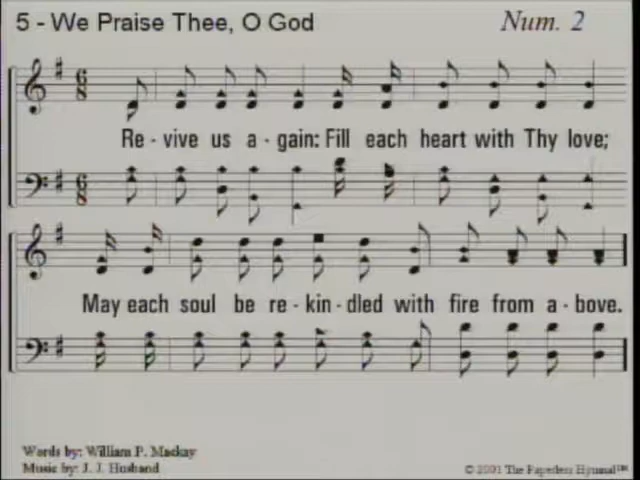 5 - We Praise Thee, O God
Num. 2
Re - vive us a - gain: Fill each heart with Thy love;
May each soul be re - kin - dled with fire from a - bove.
Words by: William P. Mackay
Music by: J. J. Husband
© 2001 The Paperless Hymnal™